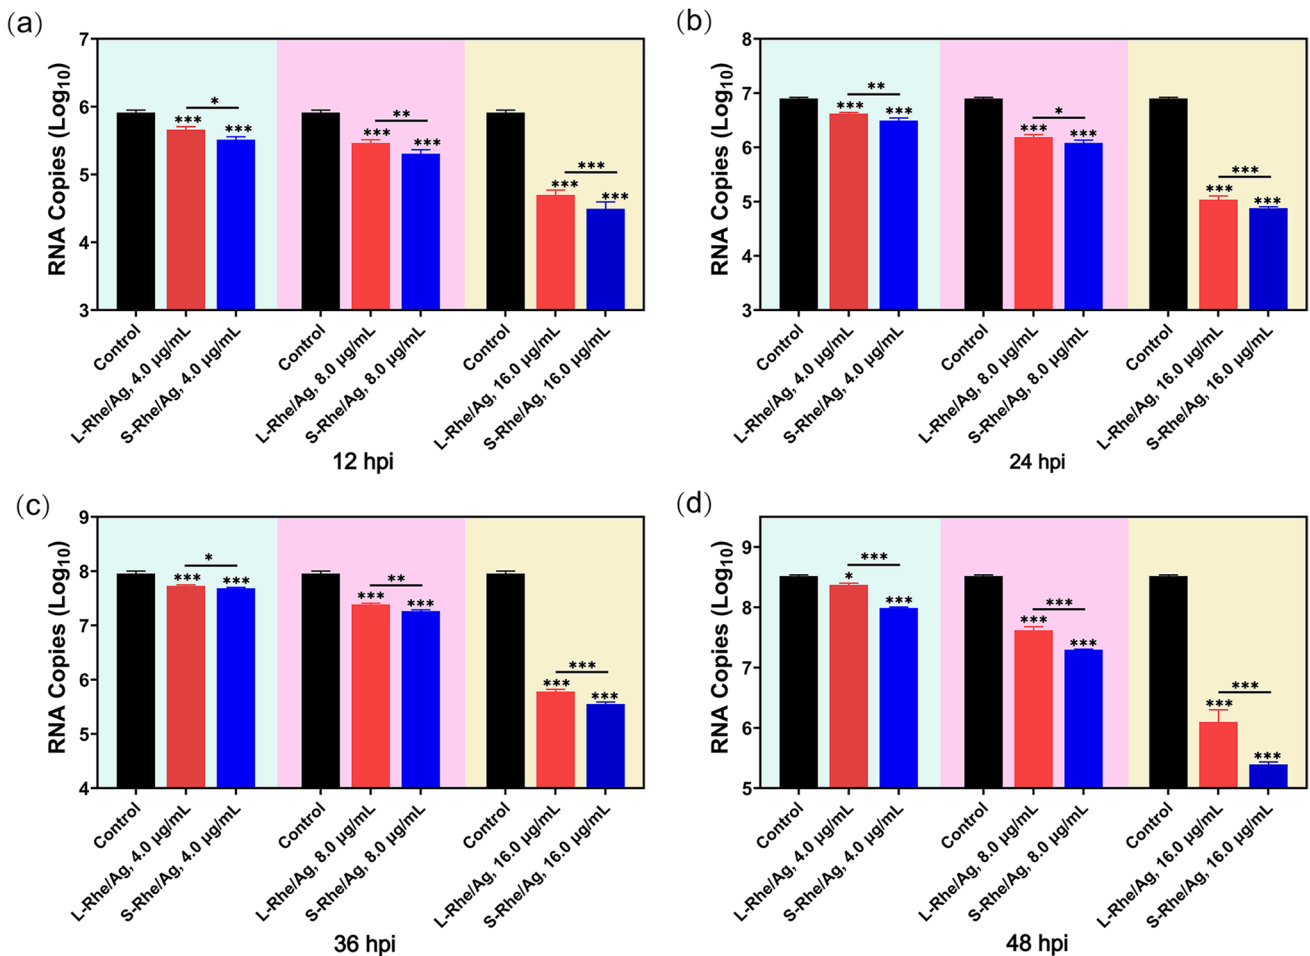 (a)
RNA Copies (Log10)
7
6
5
4
3
*
***
***
**
***
***
***
***
***
Control
L-Rhe/Ag, 4.0 μg/mL
S-Rhe/Ag, 4.0 μg/mL
Control
L-Rhe/Ag, 8.0 μg/mL
S-Rhe/Ag, 8.0 μg/mL
Control
L-Rhe/Ag, 16.0 μg/mL
S-Rhe/Ag, 16.0 μg/mL
12 hpi
(b)
RNA Copies (Log10)
8
7
6
5
4
3
**
***
***
*
***
***
***
***
***
Control
L-Rhe/Ag, 4.0 μg/mL
S-Rhe/Ag, 4.0 μg/mL
Control
L-Rhe/Ag, 8.0 μg/mL
S-Rhe/Ag, 8.0 μg/mL
Control
L-Rhe/Ag, 16.0 μg/mL
S-Rhe/Ag, 16.0 μg/mL
24 hpi
(c)
RNA Copies (Log10)
9
8
7
6
5
4
*
***
***
**
***
***
***
***
***
Control
L-Rhe/Ag, 4.0 μg/mL
S-Rhe/Ag, 4.0 μg/mL
Control
L-Rhe/Ag, 8.0 μg/mL
S-Rhe/Ag, 8.0 μg/mL
Control
L-Rhe/Ag, 16.0 μg/mL
S-Rhe/Ag, 16.0 μg/mL
36 hpi
(d)
RNA Copies (Log10)
9
8
7
6
5
***
*
***
***
***
***
***
***
***
Control
L-Rhe/Ag, 4.0 μg/mL
S-Rhe/Ag, 4.0 μg/mL
Control
L-Rhe/Ag, 8.0 μg/mL
S-Rhe/Ag, 8.0 μg/mL
Control
L-Rhe/Ag, 16.0 μg/mL
S-Rhe/Ag, 16.0 μg/mL
48 hpi